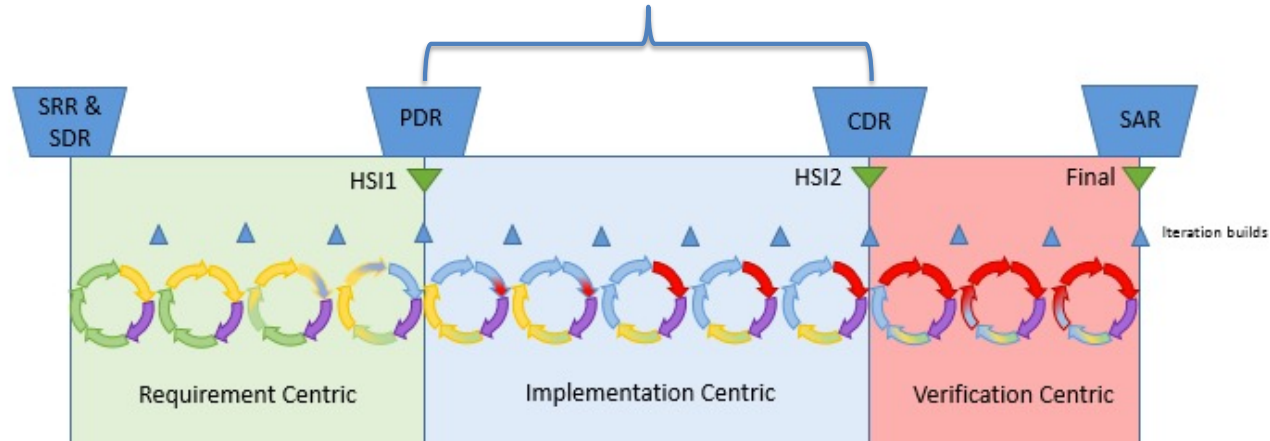 SRR &
SDR
PDR
CDR
SAR
HSI1
HSI2
Final
Iteration builds
Requirement Centric
Implementation Centric
Verification Centric